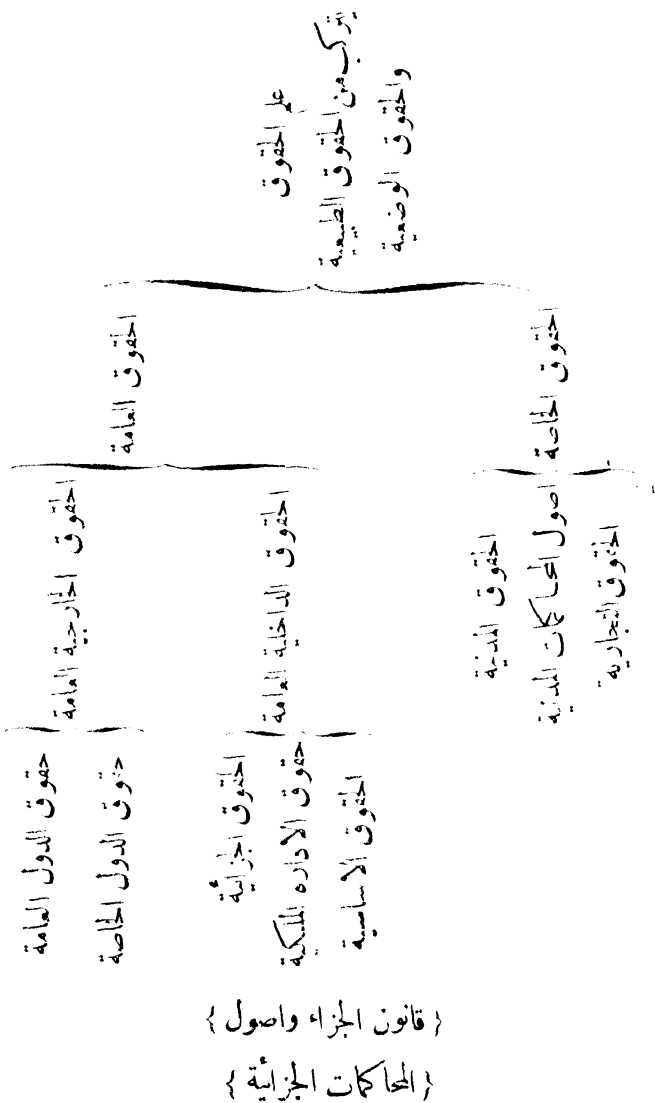 علم الحقوق
يتركب من الحقوق الطبيعية
والحقوق الوضعية
الحقوق الخاصة
الحقوق العامة
الحقوق التجارية
اصول المحاكمات المدنية
الحقوق المدنية
الحقوق الداخلية العامة
الحقوق الخارجية العامة
الحقوق الاساسية
حقوق الاداره الملكية
الحقوق الجزائية
حقوق الدول الخاصة
حقوق الدول العامة
{ قانون الجزاء واصول }
{ المحاكمات الجزائية }